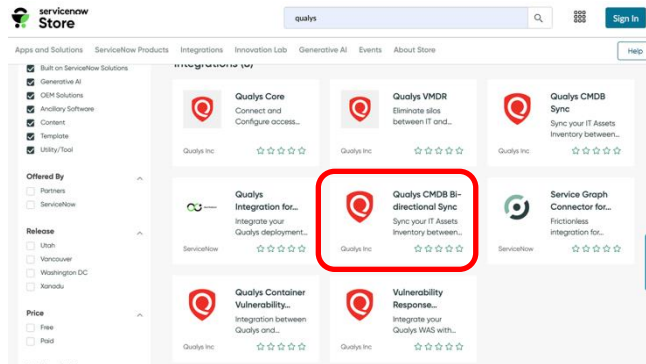 servicenow
Store
qualys
Sign In
Apps and Solutions
ServiceNow Products
Integrations
Innovation Lab
Generative AI
Events
About Store
Help
Built on ServiceNow Solutions
Generative AI
OEM Solutions
Ancillary Software
Content
Template
Utility/Tool
Offered By
Partners
ServiceNow
Release
Utah
Vancouver
Washington DC
Xanadu
Price
Free
Paid
Integrations (8)
Qualys Core
Connect and
Configure access...
Qualys Inc
Qualys VMDR
Eliminate silos
between IT and...
Qualys Inc
Qualys CMDB
Sync
Sync your IT Assets
Inventory between...
Qualys Inc
Qualys
Integration for...
Integrate your
Qualys deployment...
ServiceNow
Qualys CMDB Bi-
directional Sync
Sync your IT Assets
Inventory between...
Qualys Inc
Service Graph
Connector for...
Frictionless
integration for...
ServiceNow
Qualys Container
Vulnerability...
Integration between
Qualys and...
Qualys Inc
Vulnerability
Response...
Integrate your
Qualys WAS with...
Qualys Inc